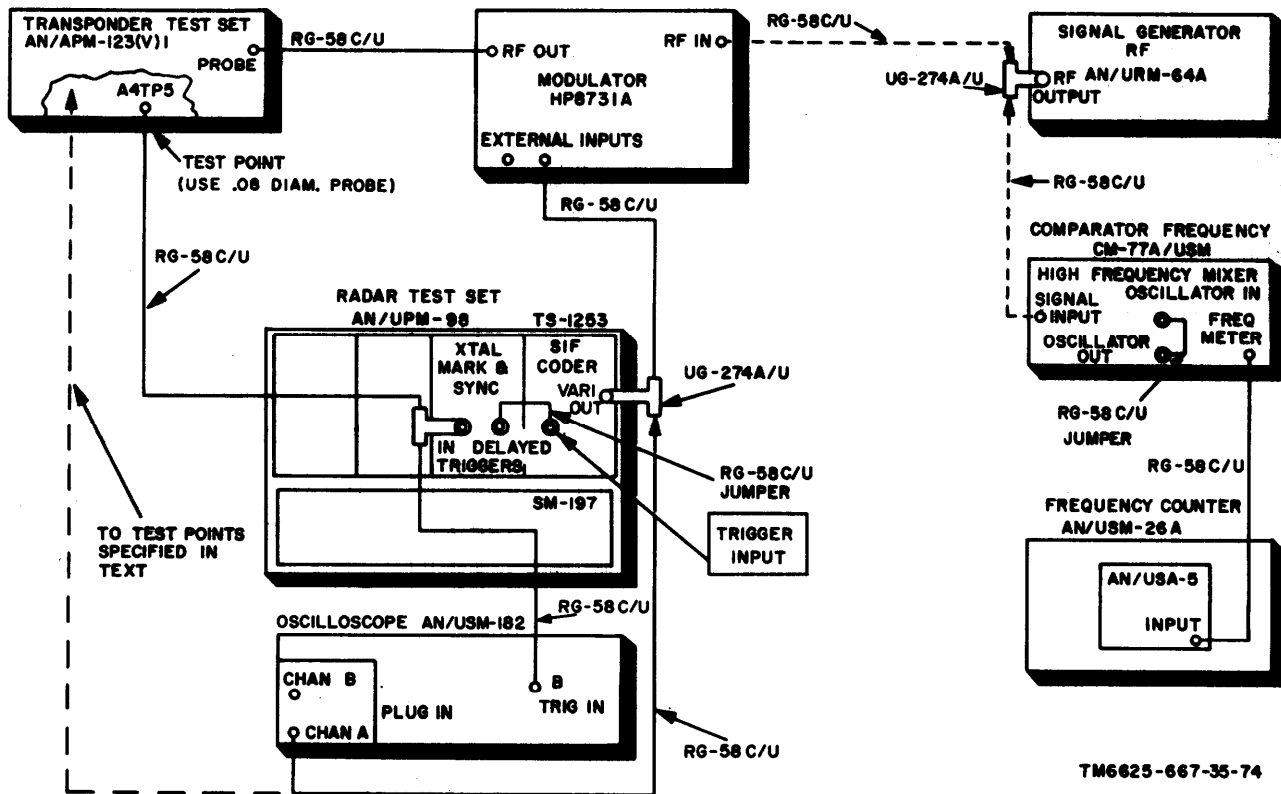 TRANSPONDER TEST SET
AN/APM-123(V)1
PROBE
A4TP5
RG-58C/U
RF OUT
RF IN
MODULATOR
HP8731A
EXTERNAL INPUTS
RG-58C/U
UG-274A/U
SIGNAL GENERATOR
RF
AN/URM-64A
RF
OUTPUT
TEST POINT
(USE .08 DIAM. PROBE)
RG-58C/U
RG-58C/U
RG-58C/U
COMPARATOR FREQUENCY
CM-77A/USM
HIGH FREQUENCY MIXER
OSCILLATOR IN
SIGNAL
INPUT
OSCILLATOR
OUT
FREQ
METER
RG-58C/U
JUMPER
RG-58C/U
RADAR TEST SET
AN/UPM-98
TS-1253
XTAL
MARK &
SYNC
SIF
CODER
VARI
OUT
IN DELAYED
TRIGGERS
UG-274A/U
RG-58C/U
JUMPER
SM-197
TRIGGER
INPUT
TO TEST POINTS
SPECIFIED IN
TEXT
FREQUENCY COUNTER
AN/USM-26A
AN/USA-5
INPUT
RG-58C/U
OSCILLOSCOPE AN/USM-182
CHAN B
CHAN A
PLUG IN
B
TRIG IN
RG-58C/U
TM6625-667-35-74